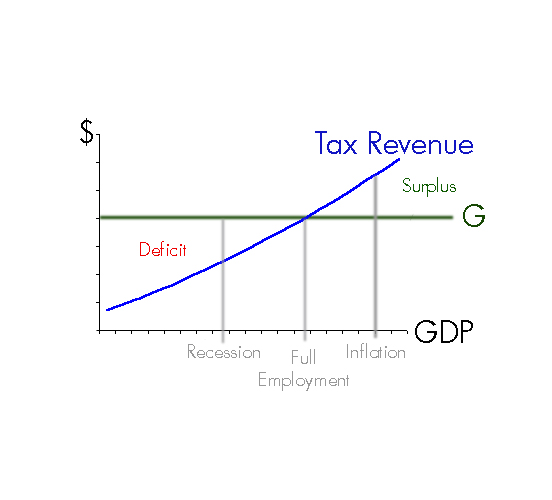 $
Tax Revenue
Surplus
G
Deficit
GDP
Recession
Full
Employment
Inflation